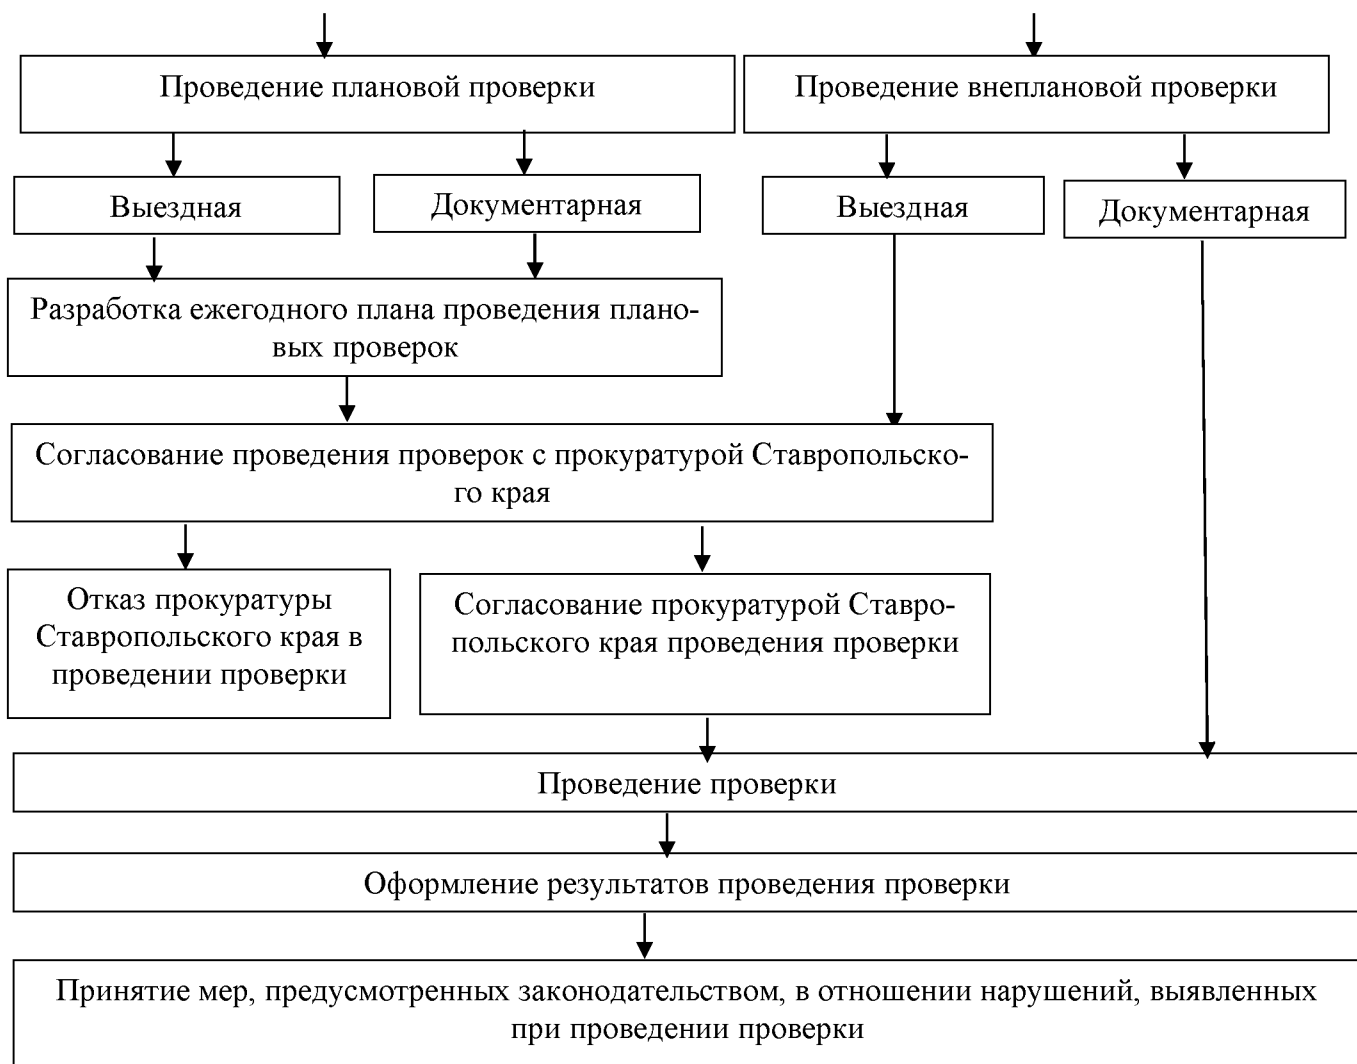 Проведение плановой проверки
Проведение внеплановой проверки
Выездная
Документарная
Выездная
Документарная
Разработка ежегодного плана проведения плано-
вых проверок
Согласование проведения проверок с прокуратурой Ставропольско-
го края
Отказ прокуратуры
Ставропольского края в
проведении проверки
Согласование прокуратурой Ставро-
польского края проведения проверки
Проведение проверки
Оформление результатов проведения проверки
Принятие мер, предусмотренных законодательством, в отношении нарушений, выявленных
при проведении проверки